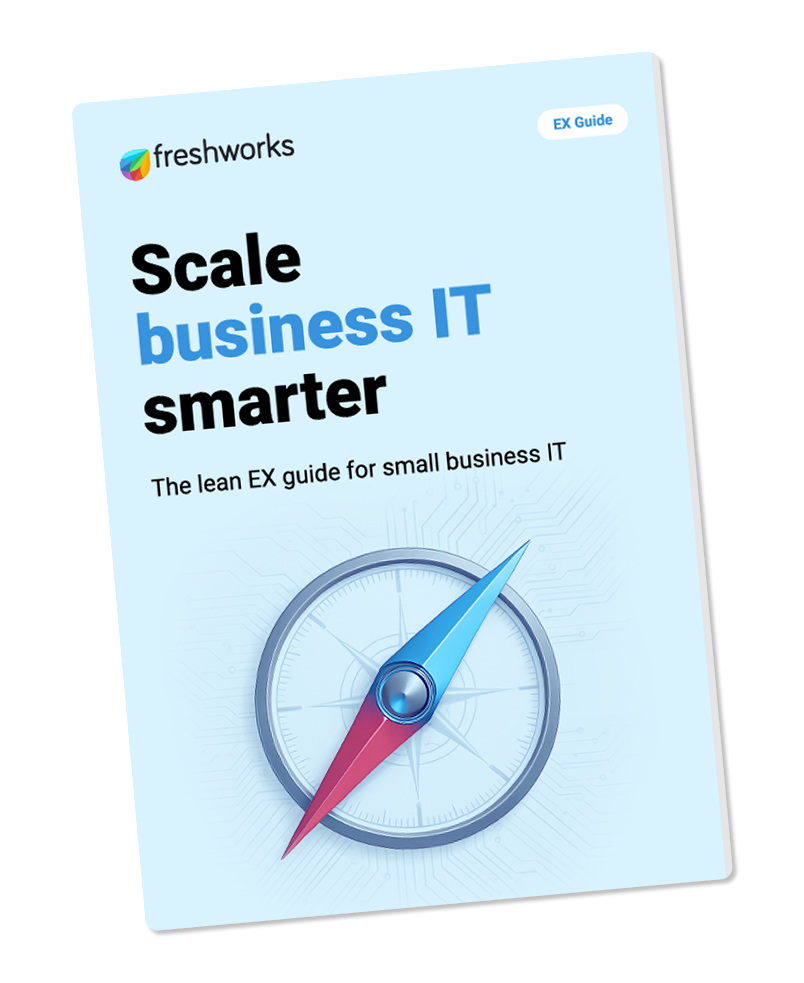 freshworks
EX Guide
Scale
business IT
smarter
The lean EX guide for small business IT